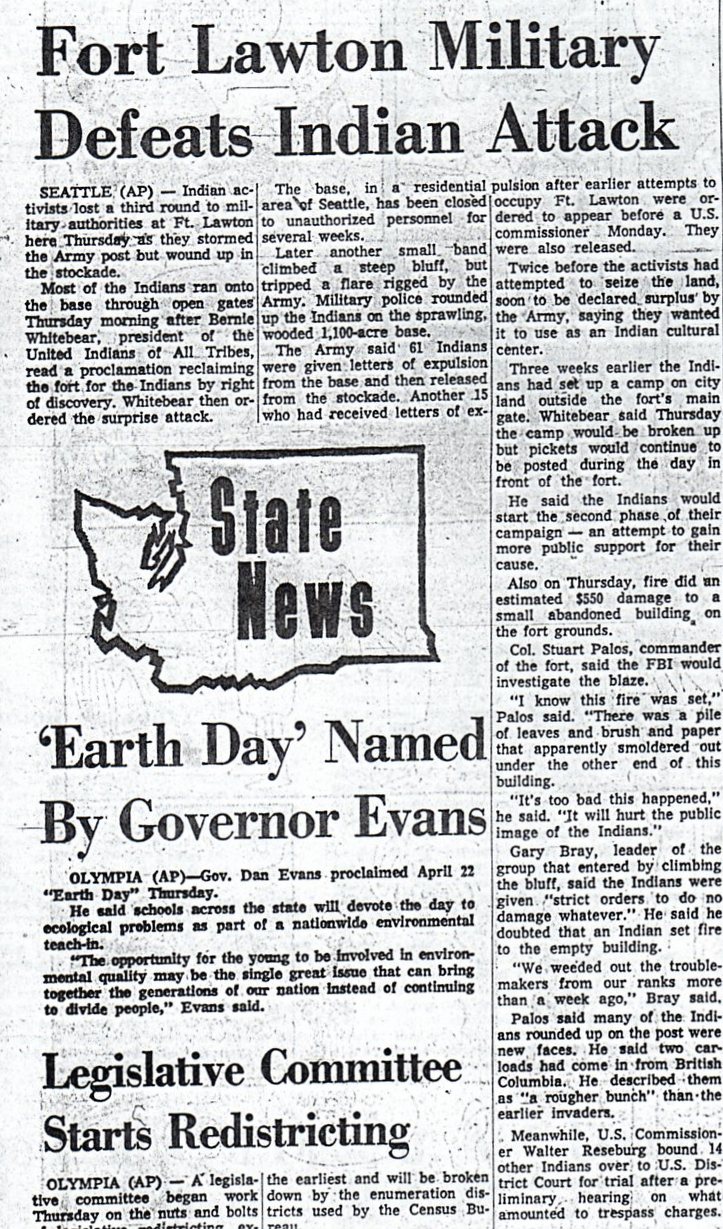 Fort Lawton Military
Defeats Indian Attack
SEATTLE (AP) — Indian ac-
tivists lost a third round to mil-
itary authorities at Ft. Lawton
here Thursday as they stormed
the Army post but wound up in
the stockade.
Most of the Indians ran onto
the base through open gates
Thursday morning after Bernie
Whitebear, president of the
United Indians of All Tribes,
read a proclamation reclaiming
the fort for the Indians by right
of discovery. Whitebear then or-
dered the surprise attack.
The base, in a residential
area of Seattle, has been closed
to unauthorized personnel for
several weeks.
Later another small band
climbed a steep bluff, but
tripped a flare rigged by the
Army. Military police rounded
up the Indians on the sprawling,
wooded 1,100-acre base.
The Army said 61 Indians
were given letters of expulsion
from the base and then released
from the stockade. Another 15
who had received letters of ex-
pulsion after earlier attempts to
occupy Ft. Lawton were or-
dered to appear before a U.S.
commissioner Monday. They
were also released.
Twice before the activists had
attempted to seize the land,
soon to be declared surplus by
the Army, saying they wanted
it to use as an Indian cultural
center.
Three weeks earlier the Indi-
ans had set up a camp on city
land outside the fort's main
gate. Whitebear said Thursday
the camp would be broken up
but pickets would continue to
be posted during the day in
front of the fort.
He said the Indians would
start the second phase of their
campaign — an attempt to gain
more public support for their
cause.
Also on Thursday, fire did an
estimated $550 damage to a
small abandoned building on
the fort grounds.
Col. Stuart Palos, commander
of the fort, said the FBI would
investigate the blaze.
"I know this fire was set,"
Palos said. "There was a pile
of leaves and brush and paper
that apparently smoldered out
under the other end of this
building.
"It's too bad this happened,"
he said. "It will hurt the public
image of the Indians."
Gary Bray, leader of the
group that entered by climbing
the bluff, said the Indians were
given "strict orders to do no
damage whatever." He said he
doubted that an Indian set fire
to the empty building.
"We weeded out the trouble-
makers from our ranks more
than a week ago," Bray said.
Palos said many of the Indi-
ans rounded up on the post were
new faces. He said two car-
loads had come in from British
Columbia. He described them
as "a rougher bunch" than the
earlier invaders.
Meanwhile, U.S. Commission-
er Walter Reseburg bound 14
other Indians over to U.S. Dis-
trict Court for trial after a pre-
liminary hearing on what
amounted to trespass charges.
State
News
'Earth Day' Named
By Governor Evans
OLYMPIA (AP)—Gov. Dan Evans proclaimed April 22
"Earth Day" Thursday.
He said schools across the state will devote the day to
ecological problems as part of a nationwide environmental
teach-in.
"The opportunity for the young to be involved in environ-
mental quality may be the single great issue that can bring
together the generations of our nation instead of continuing
to divide people," Evans said.
Legislative Committee
Starts Redistricting
OLYMPIA (AP) — A legisla-
tive committee began work
Thursday on the nuts and bolts
the earliest and will be broken
down by the enumeration dis-
tricts used by the Census Bu-
reau.